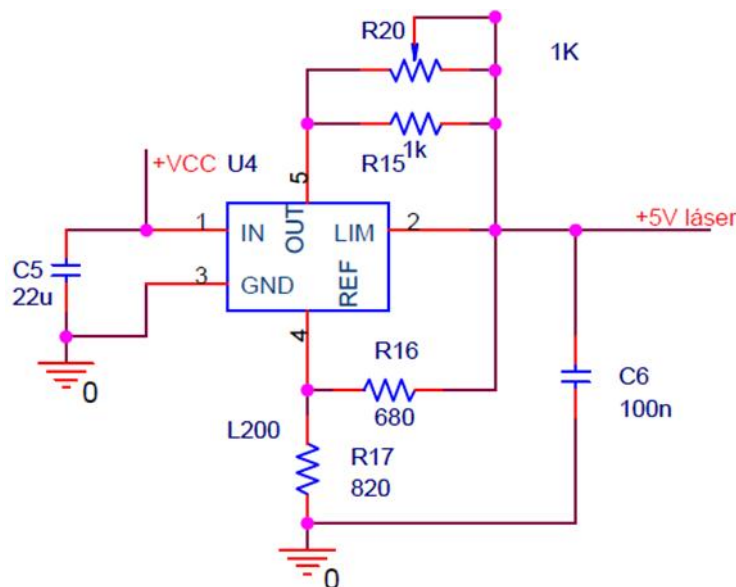 R20
1K
1k
R15
+VCC U4
5
1 IN OUT LIM 2
+5V láser
C5
22u
3 GND REF
4
0
R16
680
C6
100n
L200
R17
820
0